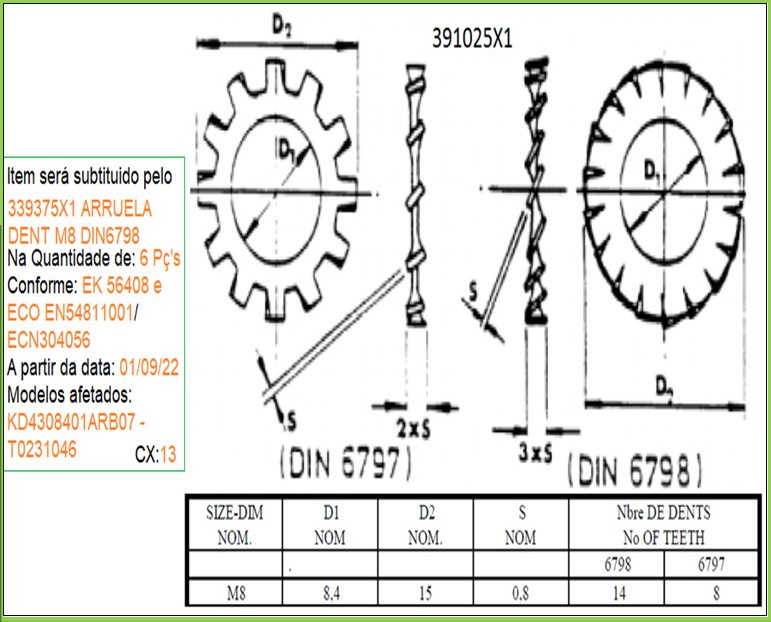 391025X1
D2
D1
S
2xS
(DIN 6797)
D1
S
D2
3xS
(DIN 6798)
Item será subtituido pelo
339375X1 ARRUELA
DENT M8 DIN6798
Na Quantidade de: 6 Pç's
Conforme: EK 56408 e
ECO EN54811001/
ECN304056
A partir da data: 01/09/22
Modelos afetados:
KD4308401ARB07 -
T0231046
CX:13
SIZE-DIM D1 D2 S Nbre DE DENTS
NOM. NOM NOM. NOM No OF TEETH
6798 6797
M8 8,4 15 0,8 14 8